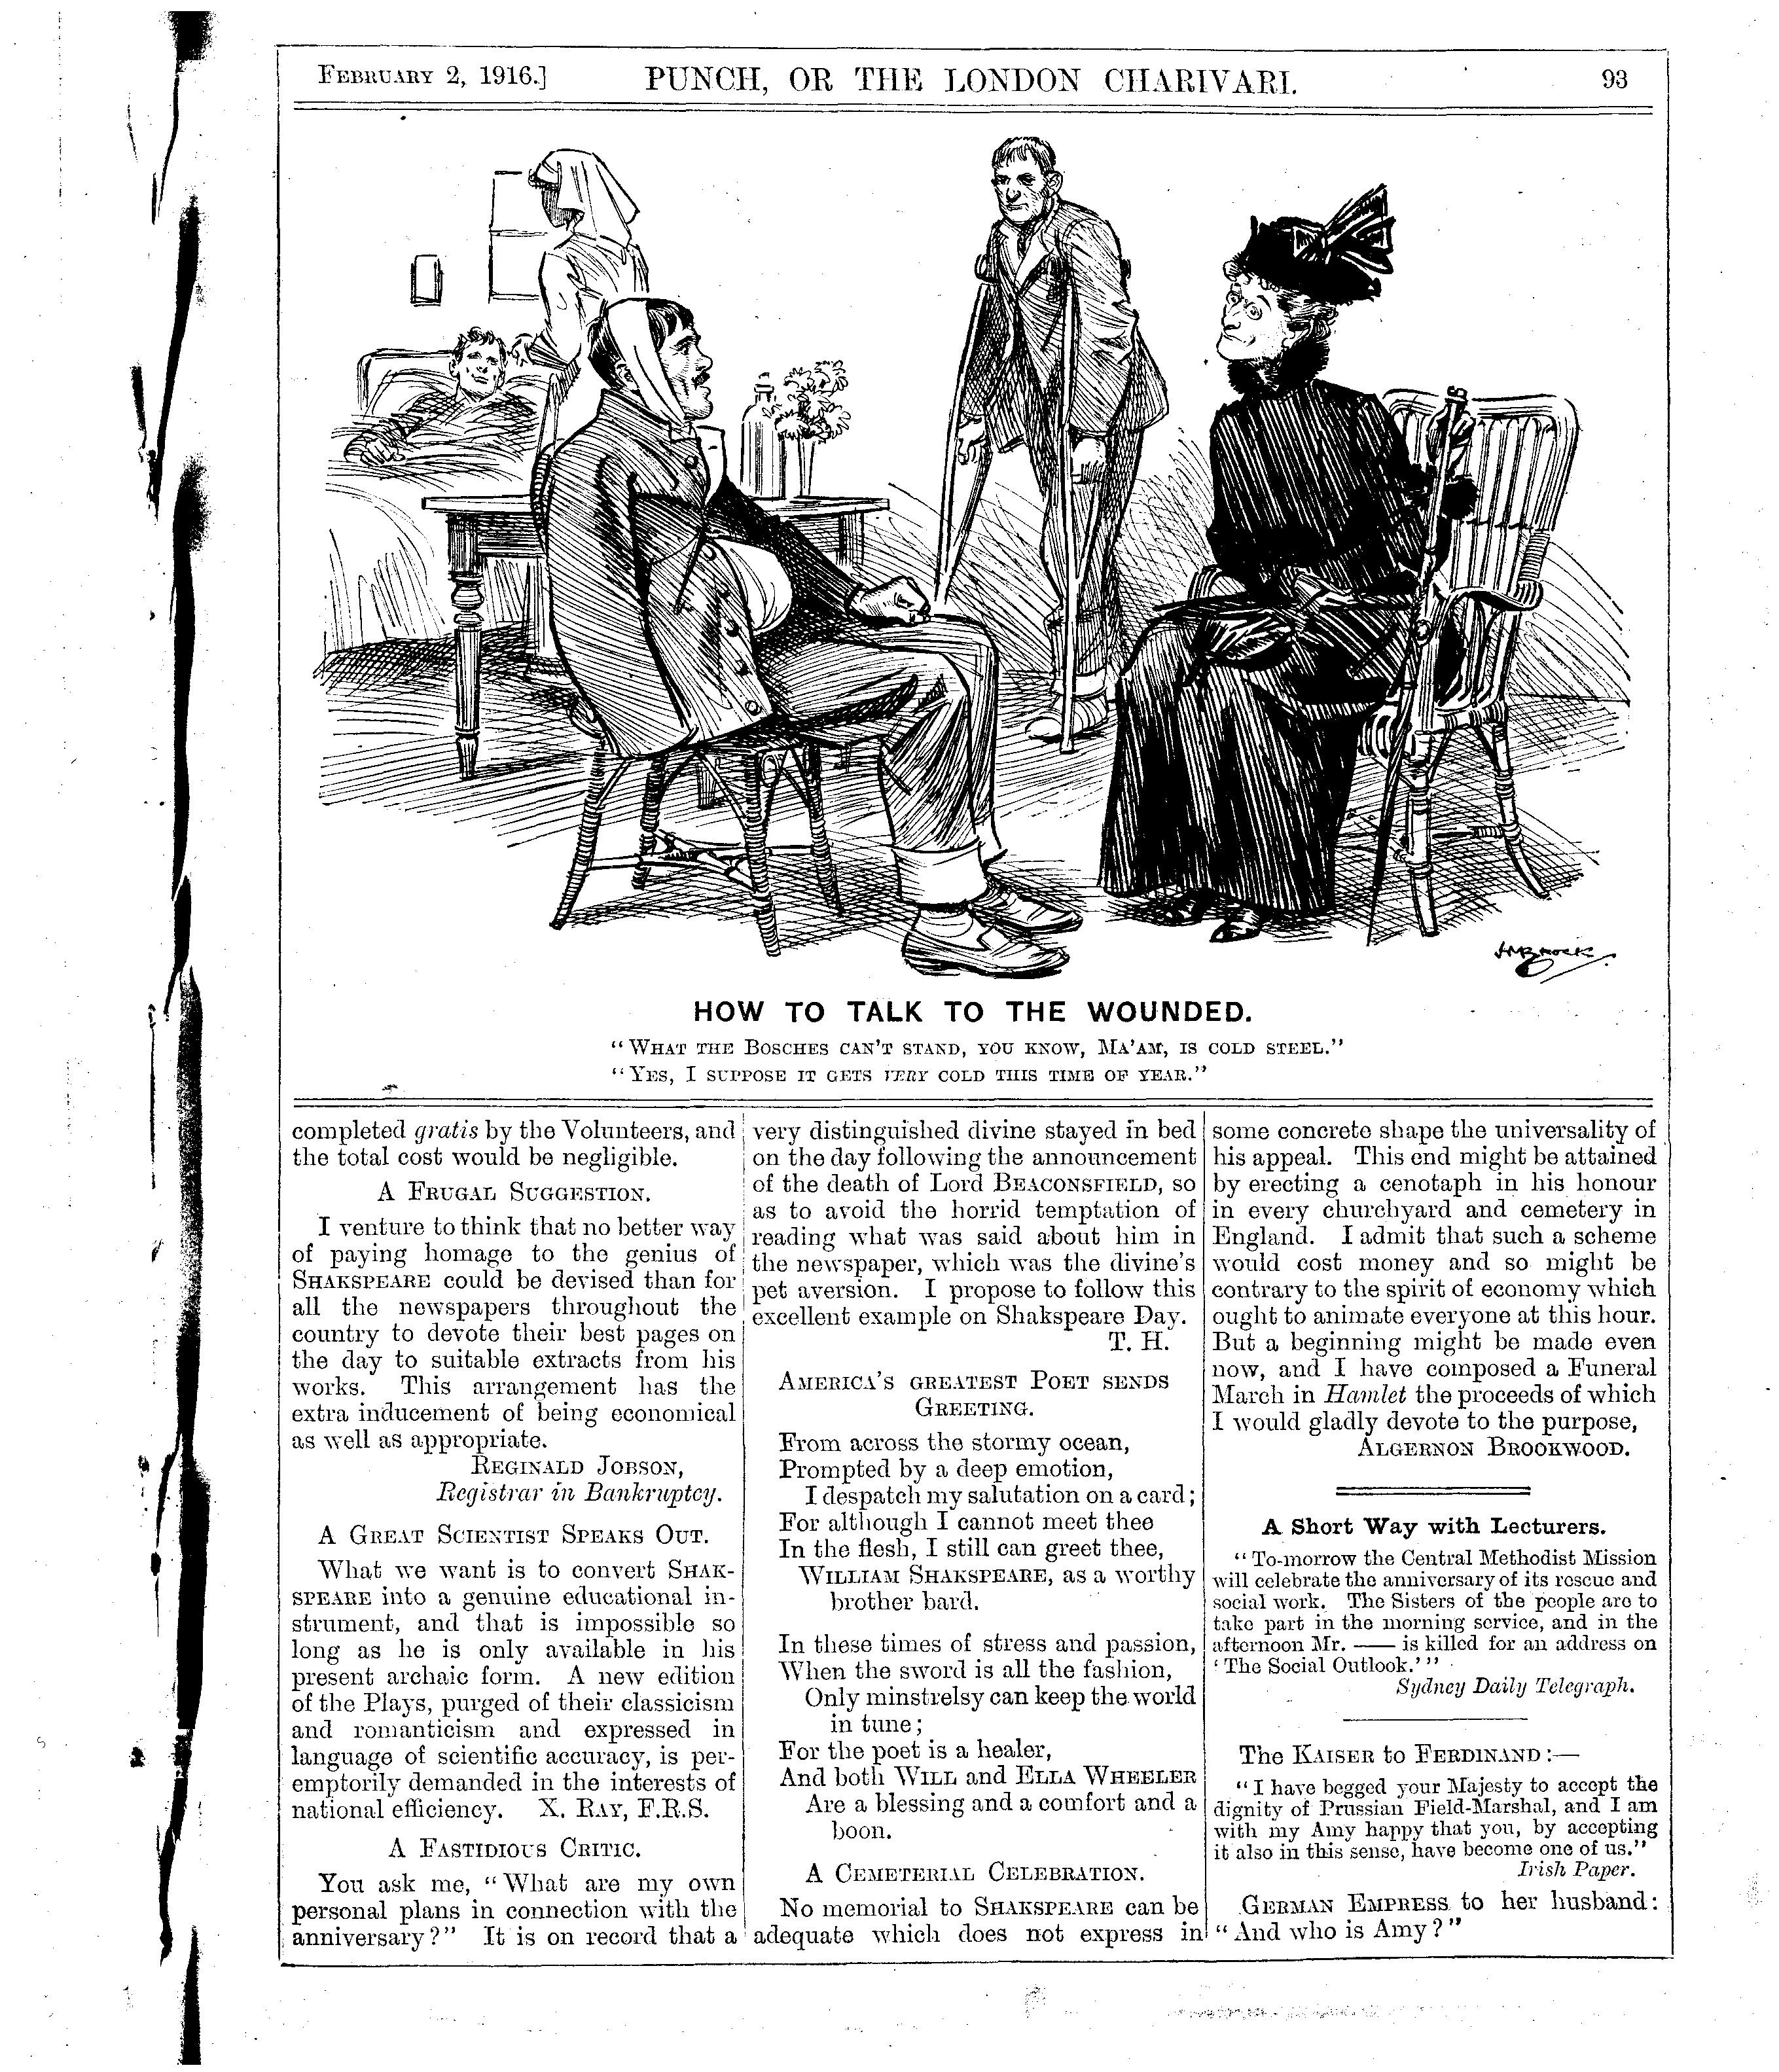 FEBRUARY 2, 1916.] PUNCH, OR THE LONDON CHARIVARI. 93
HOW TO TALK TO THE WOUNDED.
"WHAT THE BOSCHES CAN'T STAND, YOU KNOW, MA'AM, IS COLD STEEL."
"YES, I SUPPOSE IT GETS VERY COLD THIS TIME OF YEAR."
completed gratis by the Volunteers, and
the total cost would be negligible.
A FRUGAL SUGGESTION.
I venture to think that no better way
of paying homage to the genius of
SHAKSPEARE could be devised than for
all the newspapers throughout the
country to devote their best pages on
the day to suitable extracts from his
works. This arrangement has the
extra inducement of being economical
as well as appropriate.
REGINALD JOBSON,
Registrar in Bankruptcy.
A GREAT SCIENTIST SPEAKS OUT.
What we want is to convert SHAK-
SPEARE into a genuine educational in-
strument, and that is impossible so
long as he is only available in his
present archaic form. A new edition
of the Plays, purged of their classicism
and romanticism and expressed in
language of scientific accuracy, is per-
emptorily demanded in the interests of
national efficiency. X. RAY, F.R.S.
A FASTIDIOUS CRITIC.
You ask me, "What are my own
personal plans in connection with the
anniversary?" It is on record that a
very distinguished divine stayed in bed
on the day following the announcement
of the death of Lord BEACONSFIELD, so
as to avoid the horrid temptation of
reading what was said about him in
the newspaper, which was the divine's
pet aversion. I propose to follow this
excellent example on Shakspeare Day.
T. H.
AMERICA'S GREATEST POET SENDS
GREETING.
From across the stormy ocean,
Prompted by a deep emotion,
I despatch my salutation on a card;
For although I cannot meet thee
In the flesh, I still can greet thee,
WILLIAM SHAKSPEARE, as a worthy
brother bard.
In these times of stress and passion,
When the sword is all the fashion,
Only minstrelsy can keep the world
in tune;
For the poet is a healer,
And both WILL and ELLA WHEELER
Are a blessing and a comfort and a
boon.
A CEMETERIAL CELEBRATION.
No memorial to SHAKSPEARE can be
adequate which does not express in
some concrete shape the universality of
his appeal. This end might be attained
by erecting a cenotaph in his honour
in every churchyard and cemetery in
England. I admit that such a scheme
would cost money and so might be
contrary to the spirit of economy which
ought to animate everyone at this hour.
But a beginning might be made even
now, and I have composed a Funeral
March in Hamlet the proceeds of which
I would gladly devote to the purpose,
ALGERNON BROOKWOOD.
A Short Way with Lecturers.
"To-morrow the Central Methodist Mission
will celebrate the anniversary of its rescue and
social work. The Sisters of the people are to
take part in the morning service, and in the
afternoon Mr. —— is killed for an address on
'The Social Outlook.'"
Sydney Daily Telegraph.
The KAISER to FERDINAND:—
"I have begged your Majesty to accept the
dignity of Prussian Field-Marshal, and I am
with my Amy happy that you, by accepting
it also in this sense, have become one of us."
Irish Paper.
GERMAN EMPRESS to her husband:
"And who is Amy?"